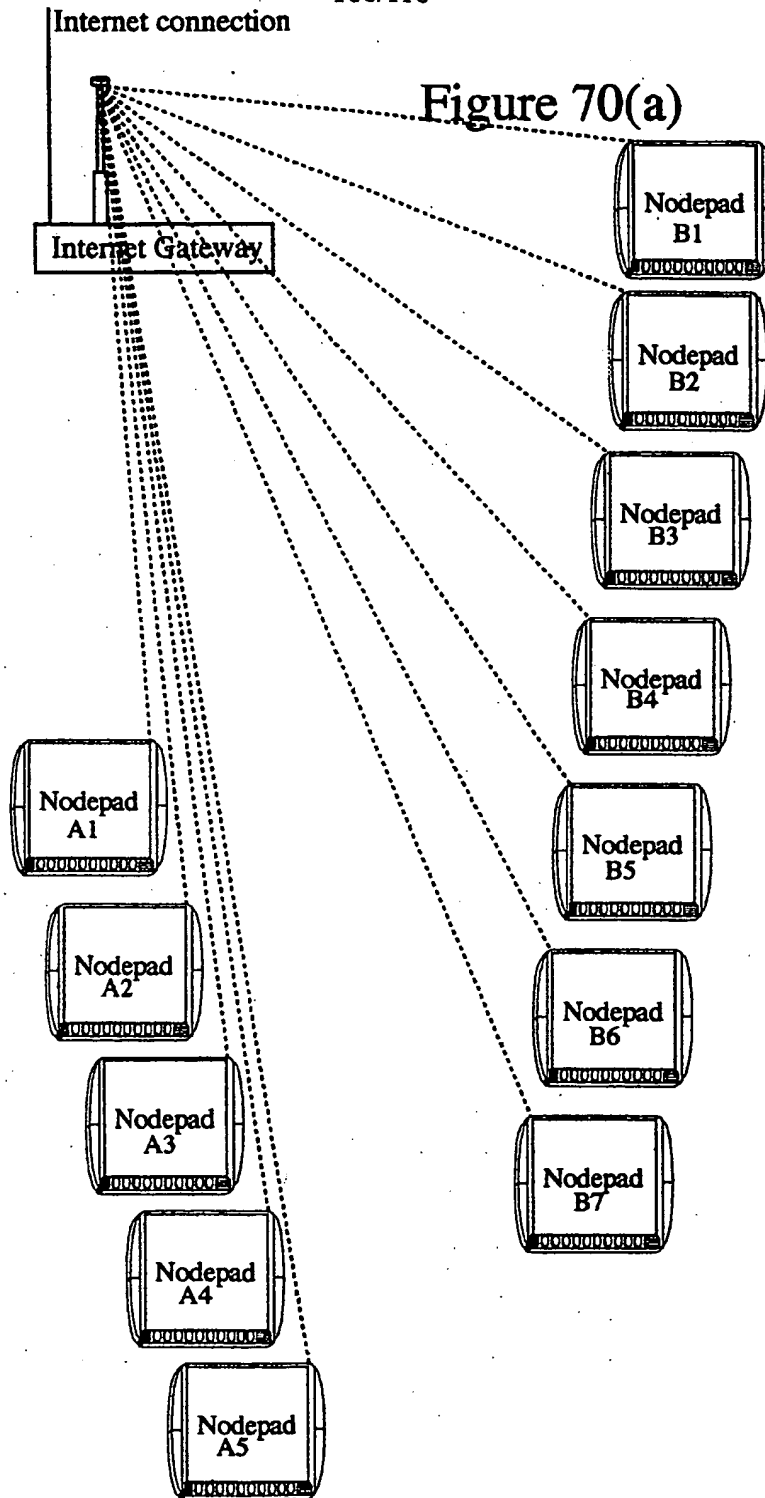 Internet connection
Figure 70(a)
Internet Gateway
Nodepad
B1
Nodepad
B2
Nodepad
B3
Nodepad
B4
Nodepad
B5
Nodepad
B6
Nodepad
B7
Nodepad
A1
Nodepad
A2
Nodepad
A3
Nodepad
A4
Nodepad
A5